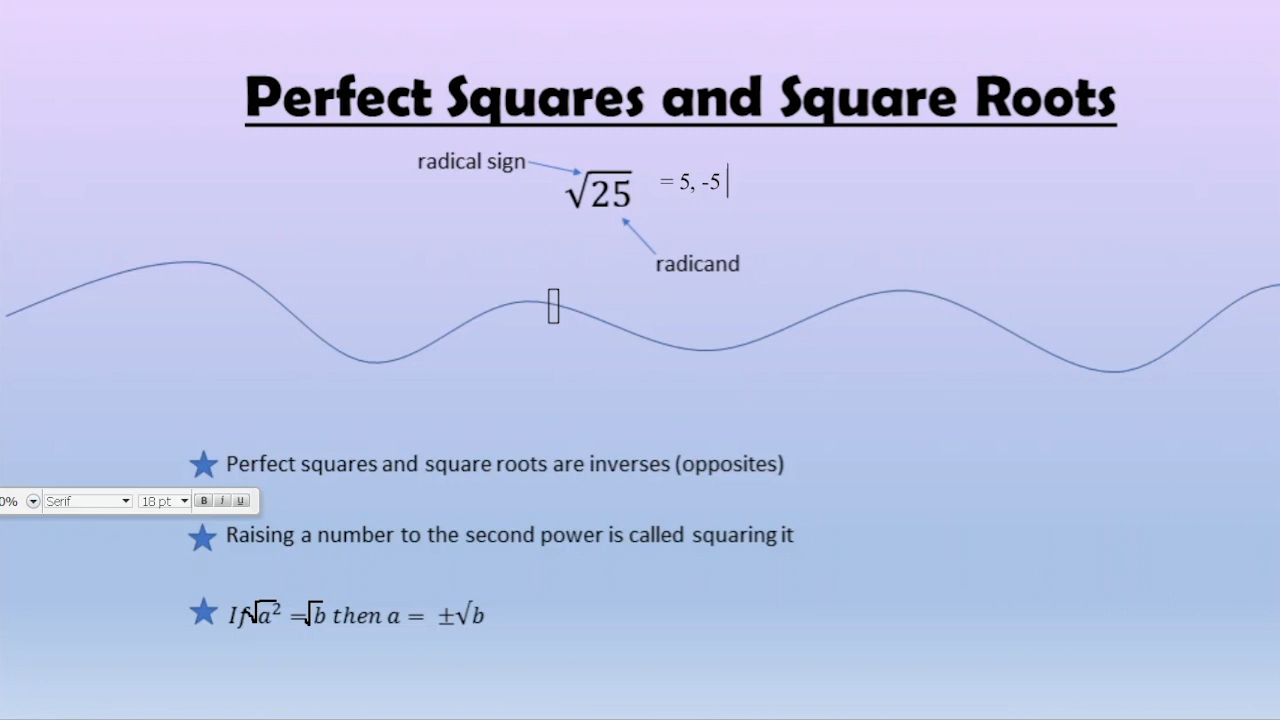 Perfect Squares and Square Roots
radical sign
√25 = 5, -5
radicand
Perfect squares and square roots are inverses (opposites)
0% Serif 18 pt B i U
Raising a number to the second power is called squaring it
If √a² = √b then a = ±√b